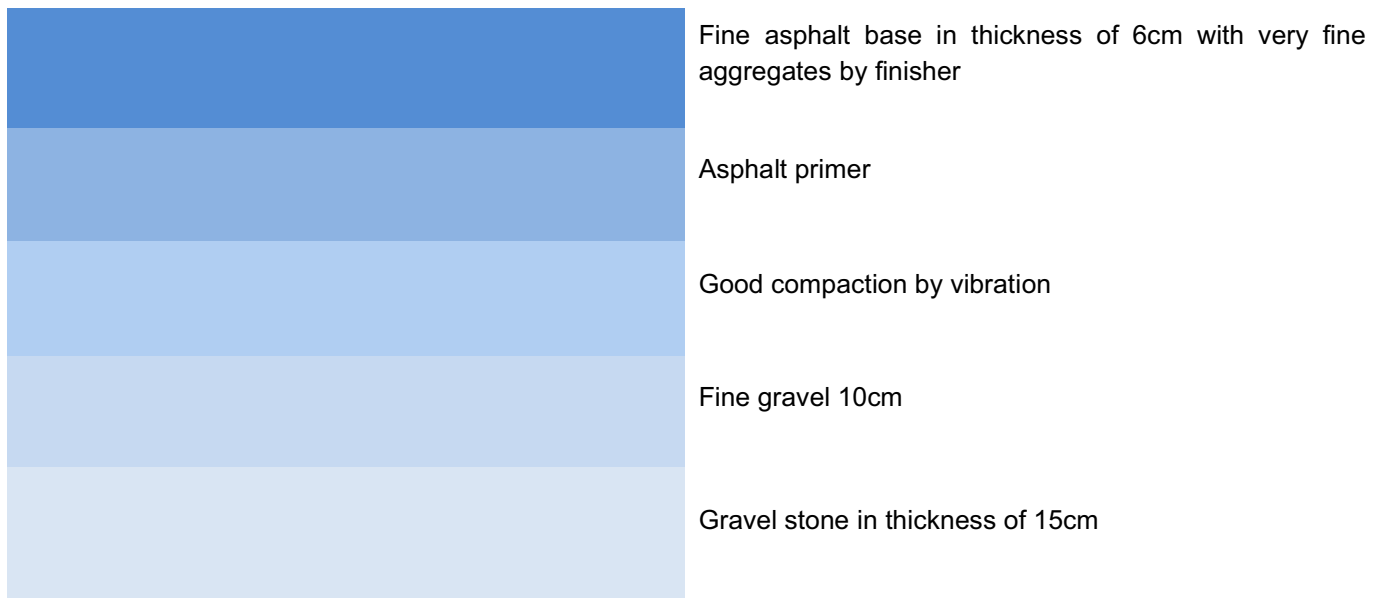 Fine asphalt base in thickness of 6cm with very fine
aggregates by finisher
Asphalt primer
Good compaction by vibration
Fine gravel 10cm
Gravel stone in thickness of 15cm